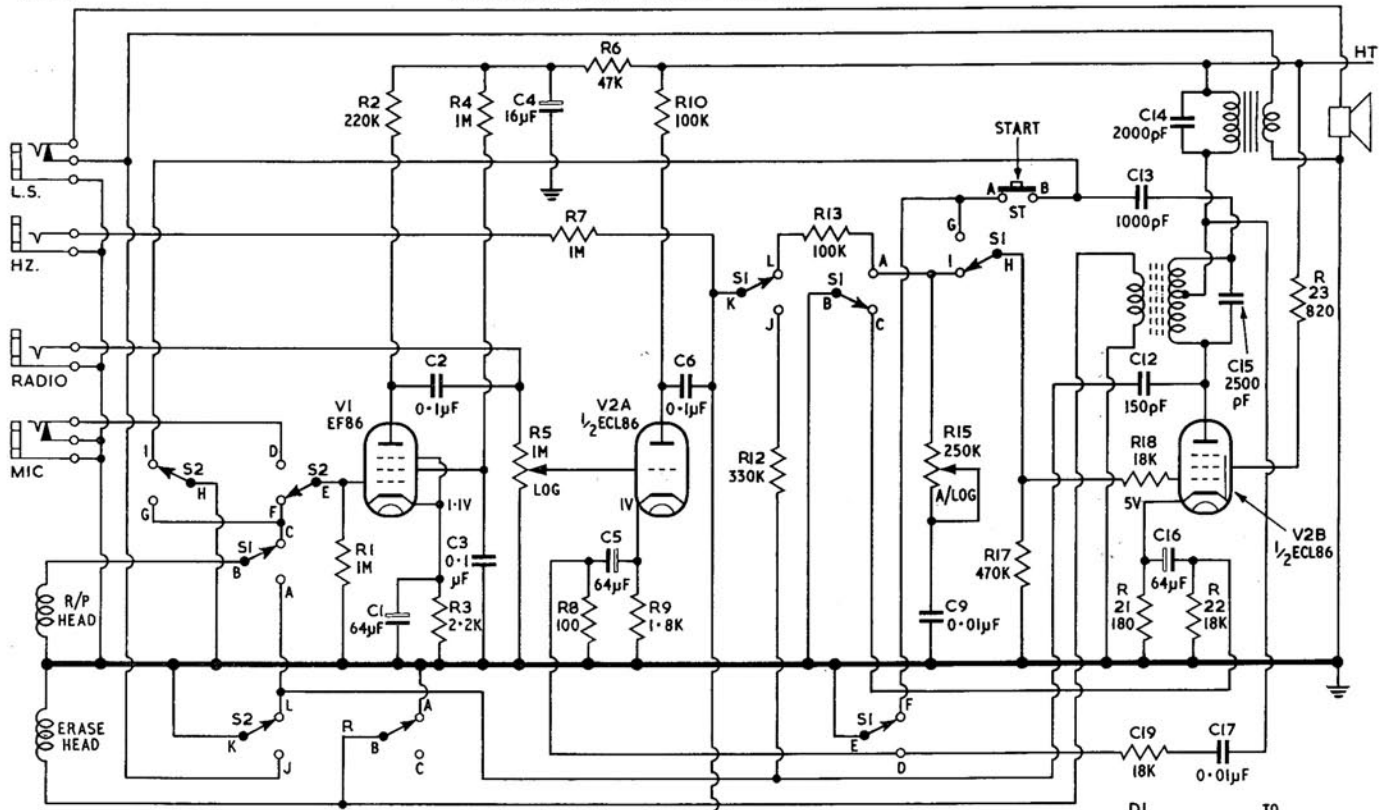 R6
47K
HT
R2
220K
R4
1M
C4
16µF
R10
100K
C14
2000pF
START
L.S.
A
B
ST
C13
1000pF
R7
1M
R13
100K
G
HZ.
S1
K
L
S1
B
A
I
S1
H
R
23
820
J
C
RADIO
C2
0·1µF
C6
0·1µF
C12
150pF
C15
2500
pF
V1
EF86
V2A
1/2 ECL86
R5
1M
LOG
R15
250K
A/LOG
R18
18K
MIC
I
S2
H
D
S2
E
R12
330K
5V
G
F
C
1·1V
1V
V2B
1/2 ECL86
S1
B
R1
1M
C3
0·1
µF
C5
64µF
R17
470K
C16
64µF
A
R/P
HEAD
C1
64µF
R3
2·2K
R8
100
R9
1·8K
C9
0·01µF
R
21
180
R
22
18K
ERASE
HEAD
S2
K
L
R
B
A
S1
E
F
J
C
D
C19
18K
C17
0·01µF
D1
TO